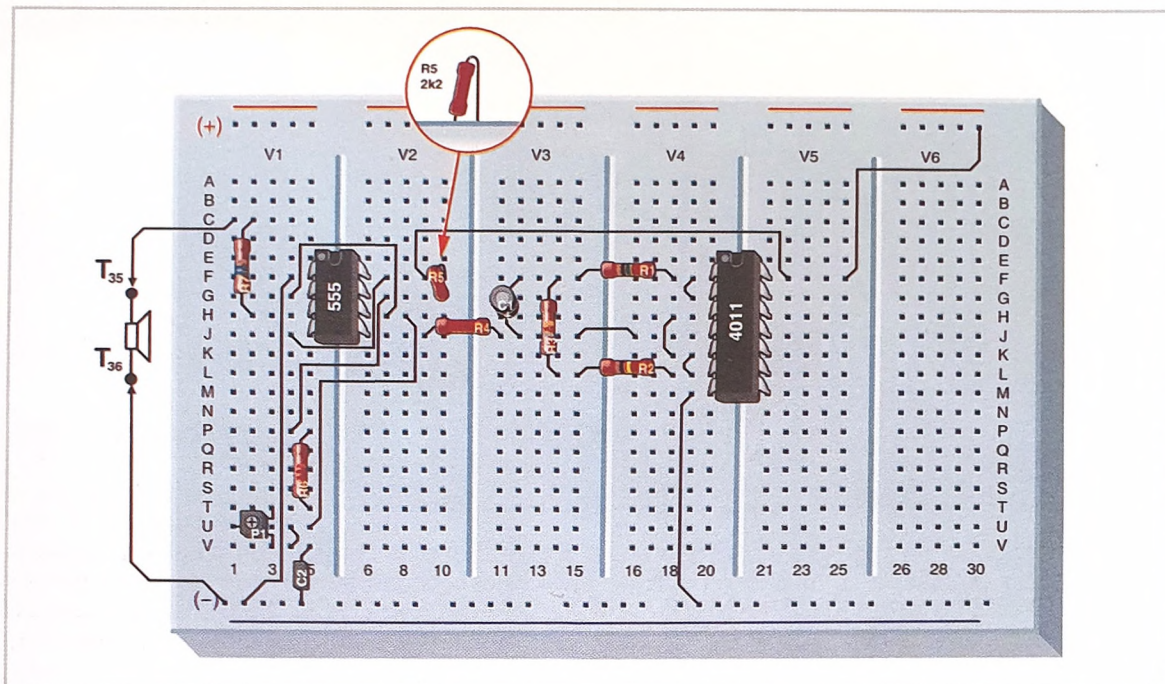 R5
2k2
(+)
V1 V2 V3 V4 V5 V6
A A
B B
C C
D D
E E
T35 F R5 R1 F
G R7 555 G
H H
J R4 R3 4011 J
K K
T36 L R2 L
M M
N N
P P
Q Q
R R
S R6 S
T T
U P1 U
V V
1 3 5 6 8 10 11 13 15 16 18 20 21 23 25 26 28 30
C2
(−)